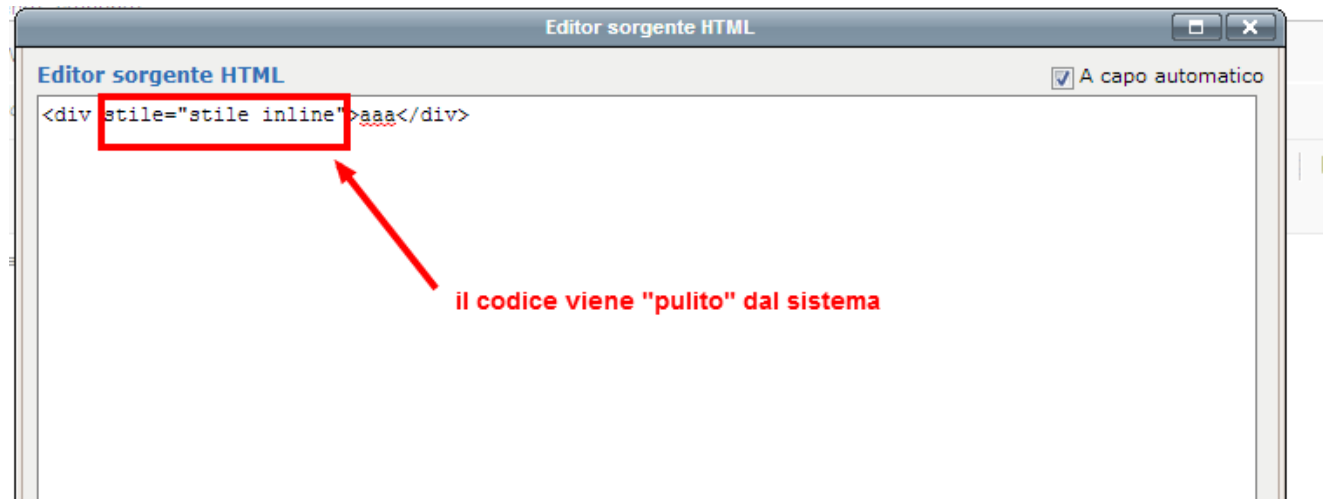 Editor sorgente HTML
Editor sorgente HTML
A capo automatico
<div stile="stile inline">aaa</div>
il codice viene "pulito" dal sistema